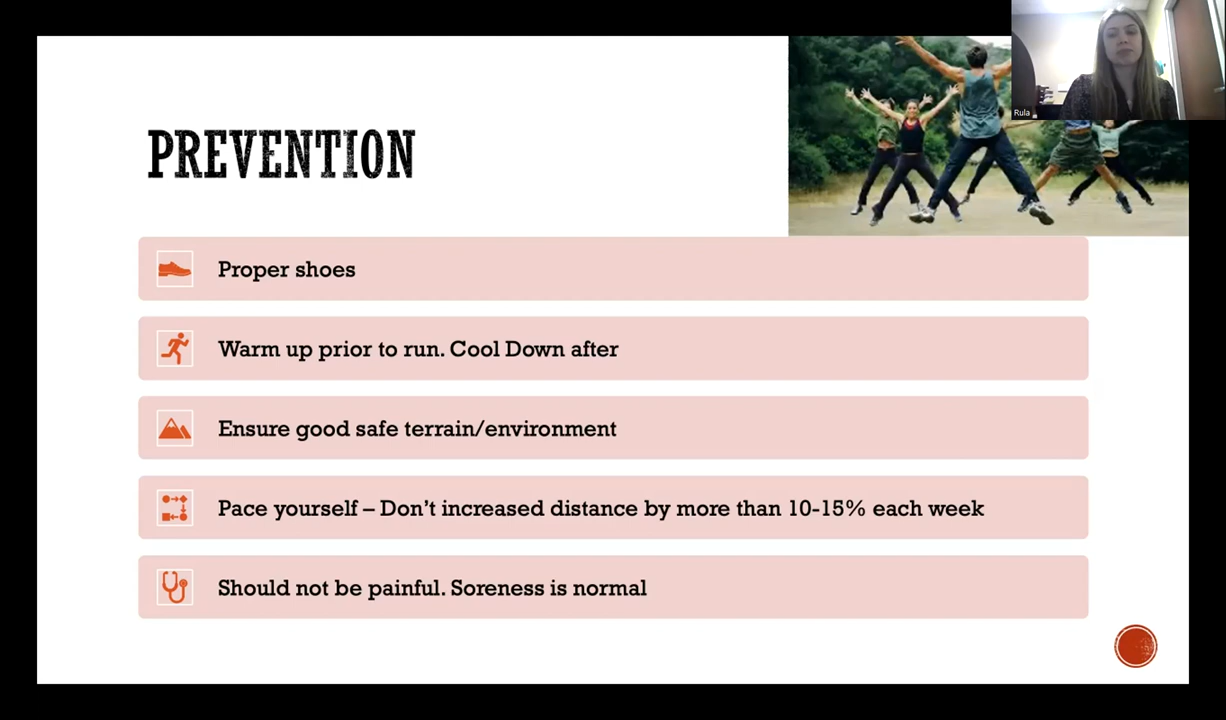 Rula
PREVENTION
Proper shoes
Warm up prior to run. Cool Down after
Ensure good safe terrain/environment
Pace yourself – Don’t increased distance by more than 10-15% each week
Should not be painful. Soreness is normal